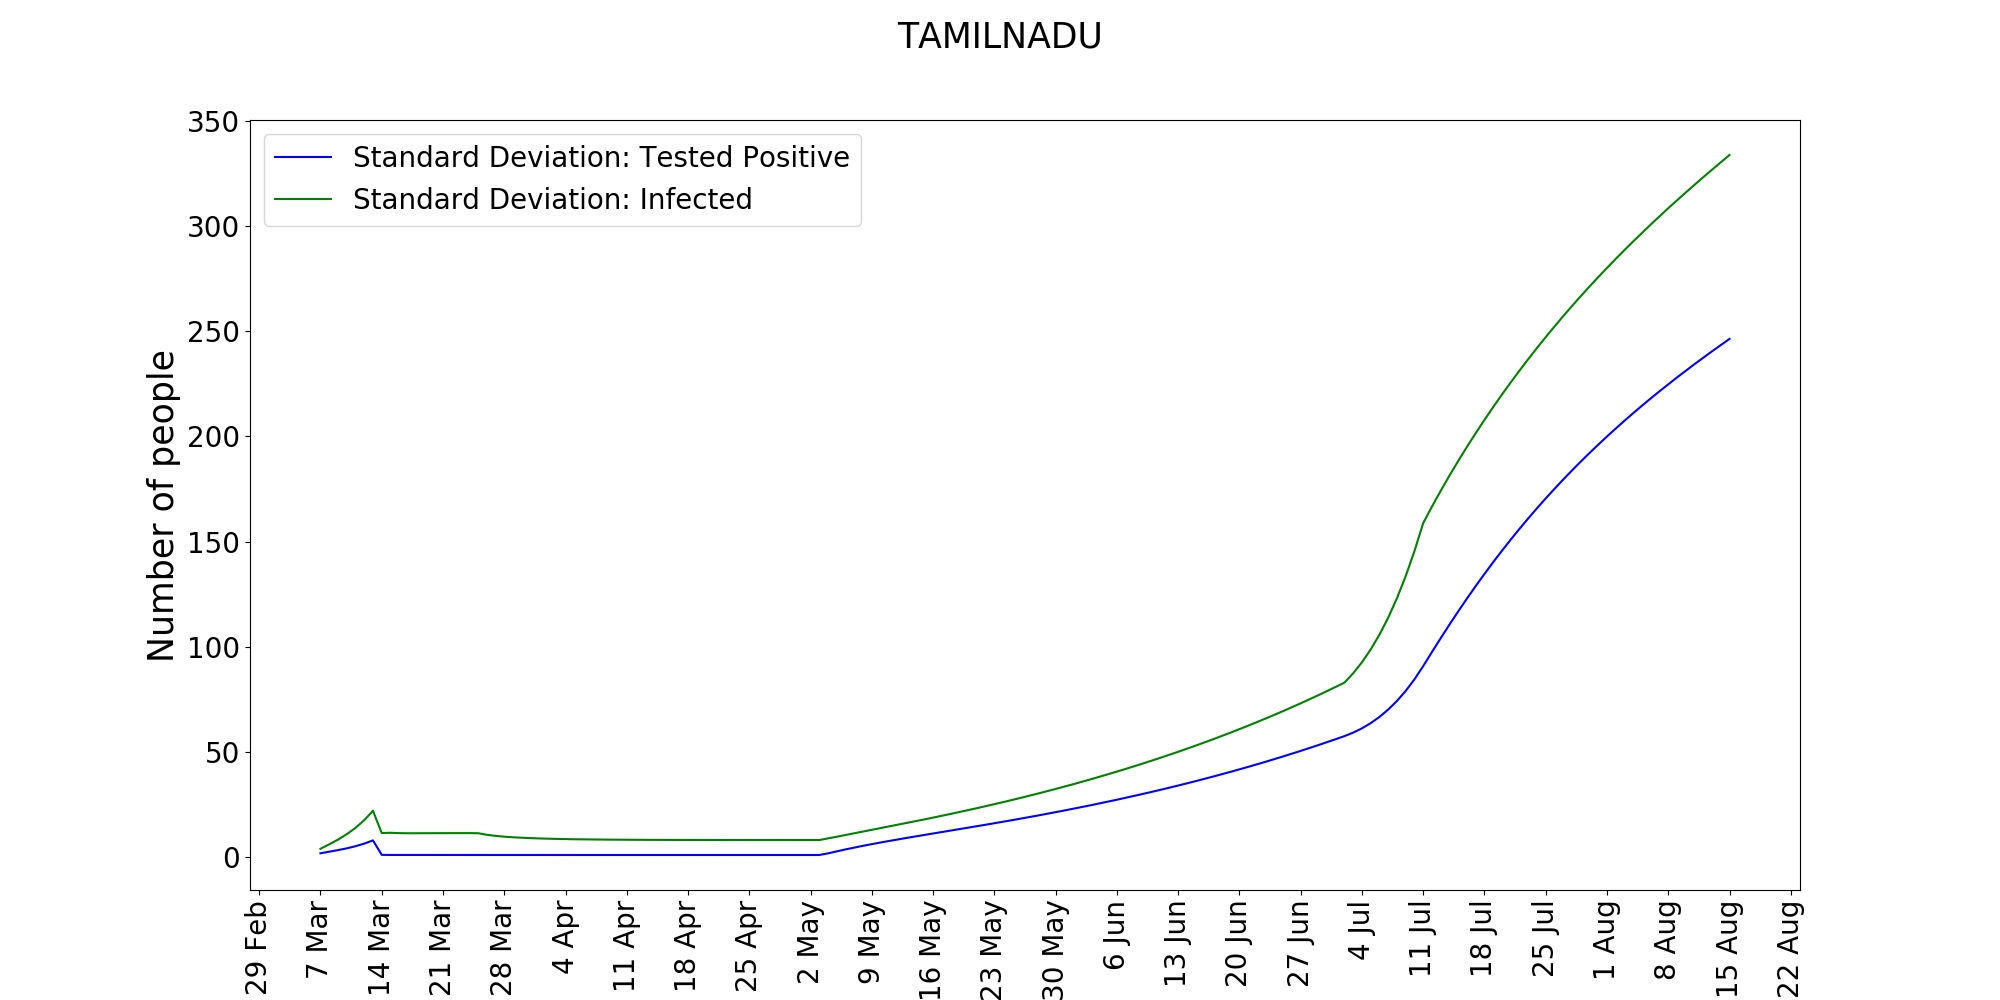 TAMILNADU
350
300
250
200
150
100
50
0
Number of people
Standard Deviation: Tested Positive
Standard Deviation: Infected
29 Feb
7 Mar
14 Mar
21 Mar
28 Mar
4 Apr
11 Apr
18 Apr
25 Apr
2 May
9 May
16 May
23 May
30 May
6 Jun
13 Jun
20 Jun
27 Jun
4 Jul
11 Jul
18 Jul
25 Jul
1 Aug
8 Aug
15 Aug
22 Aug